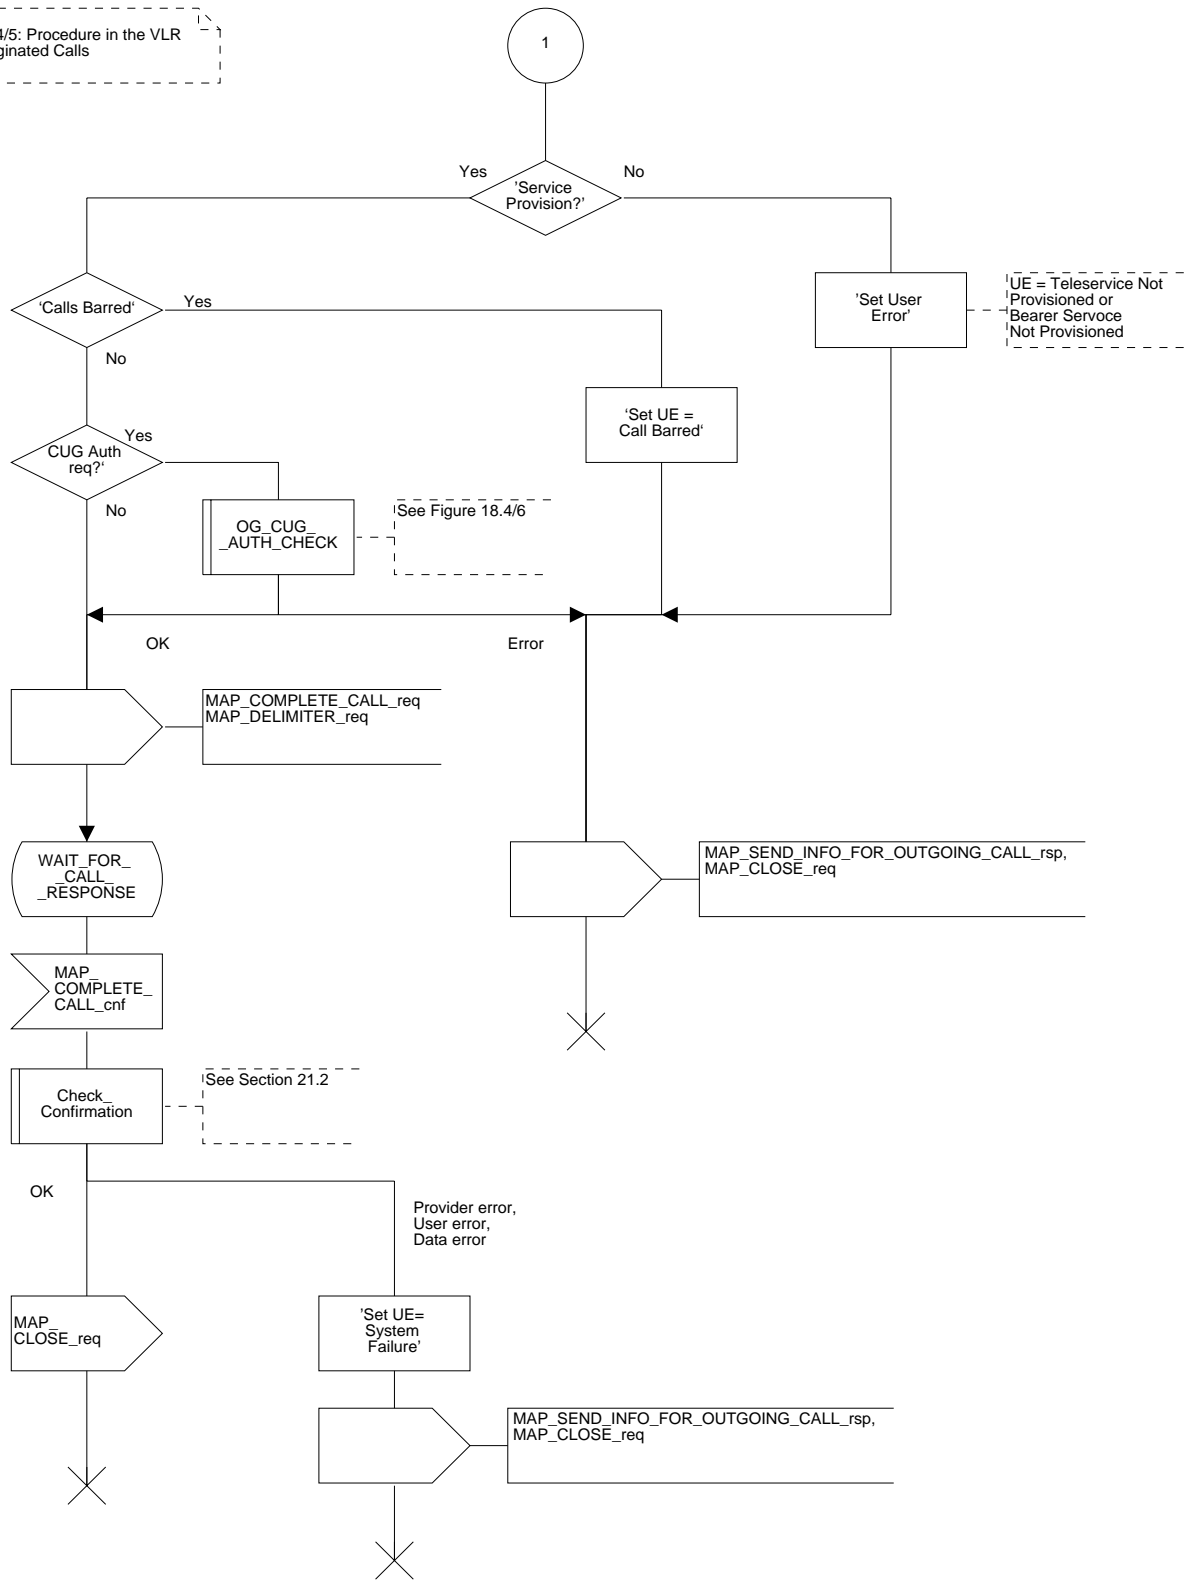 4/5: Procedure in the VLR
ginated Calls
1
Yes
No
'Service
Provision?'
'Calls Barred'
Yes
No
'Set User
Error'
UE = Teleservice Not
Provisioned or
Bearer Servoce
Not Provisioned
'Set UE =
Call Barred'
CUG Auth
req?'
Yes
No
OG_CUG_
_AUTH_CHECK
See Figure 18.4/6
OK
Error
MAP_COMPLETE_CALL_req
MAP_DELIMITER_req
WAIT_FOR_
_CALL_
_RESPONSE
MAP_SEND_INFO_FOR_OUTGOING_CALL_rsp,
MAP_CLOSE_req
MAP_
COMPLETE_
CALL_cnf
Check_
Confirmation
See Section 21.2
OK
Provider error,
User error,
Data error
MAP_
CLOSE_req
'Set UE=
System
Failure'
MAP_SEND_INFO_FOR_OUTGOING_CALL_rsp,
MAP_CLOSE_req